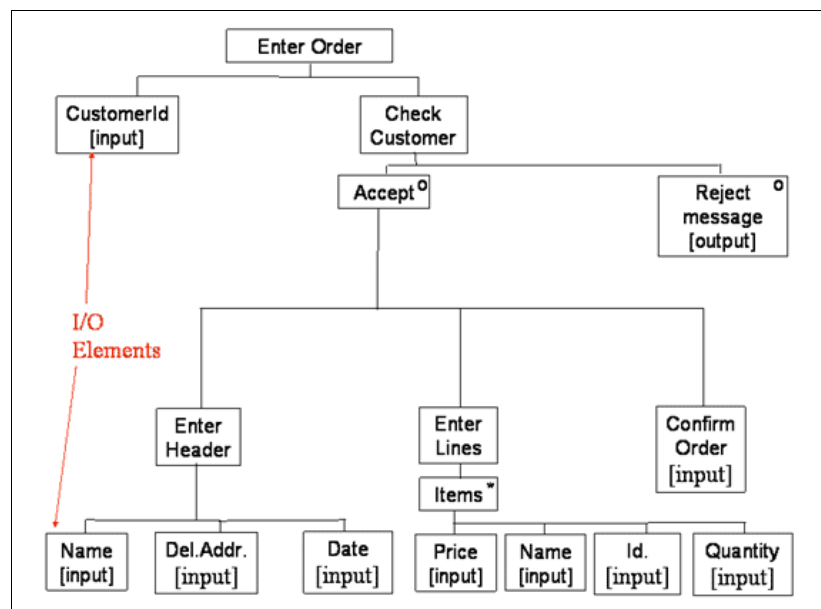 Enter Order
CustomerId
[input]
Check
Customer
Accept o
Reject o
message
[output]
I/O
Elements
Enter
Header
Enter
Lines
Confirm
Order
[input]
Items *
Name
[input]
Del.Addr.
[input]
Date
[input]
Price
[input]
Name
[input]
Id.
[input]
Quantity
[input]